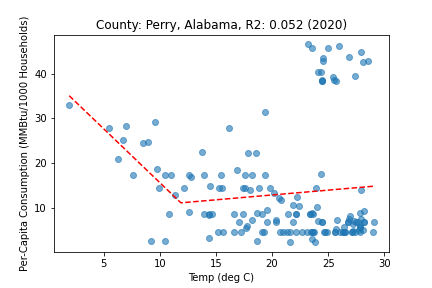 County: Perry, Alabama, R2: 0.052 (2020)
Per-Capita Consumption (MMBtu/1000 Households)
40
30
20
10
5 10 15 20 25 30
Temp (deg C)